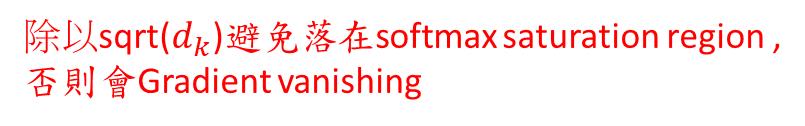 除以sqrt(𝑑𝑘)避免落在softmax saturation region ,
否則會Gradient vanishing